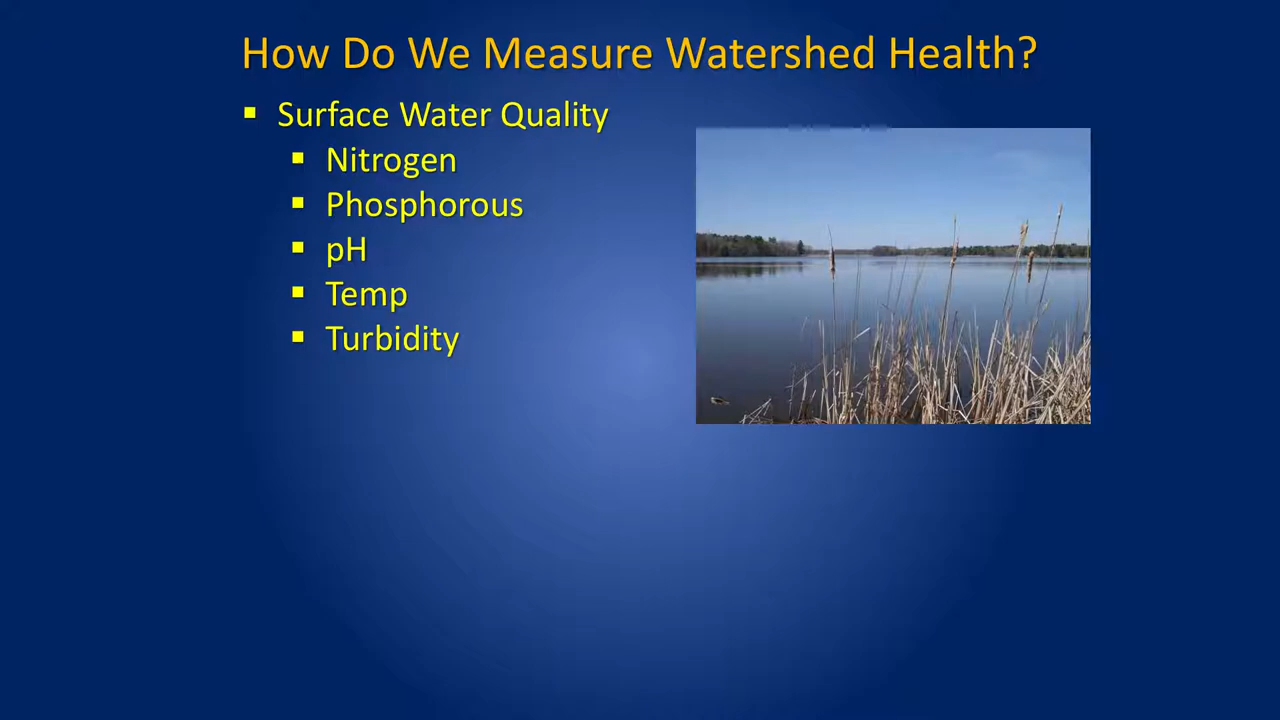 How Do We Measure Watershed Health?
▪ Surface Water Quality
▪ Nitrogen
▪ Phosphorous
▪ pH
▪ Temp
▪ Turbidity